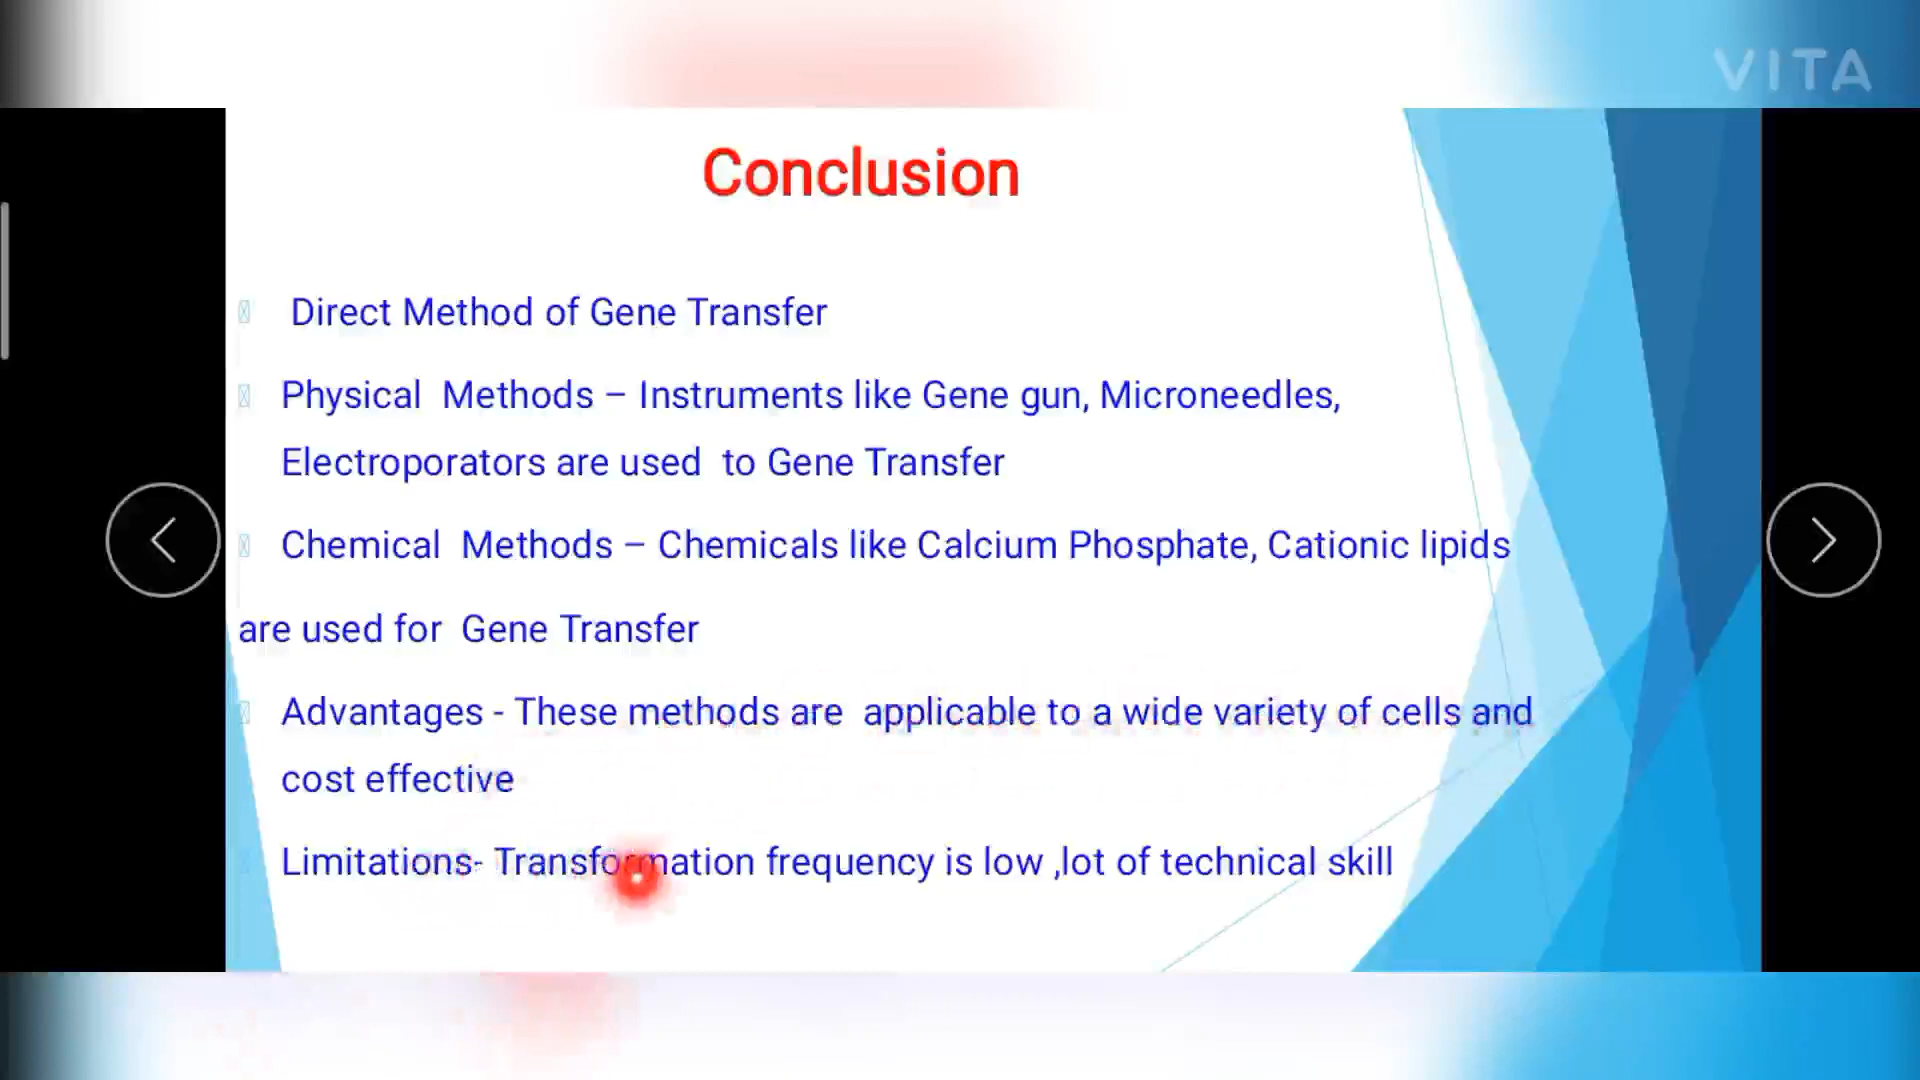 VITA
Conclusion
Direct Method of Gene Transfer
Physical Methods – Instruments like Gene gun, Microneedles,
Electroporators are used to Gene Transfer
Chemical Methods – Chemicals like Calcium Phosphate, Cationic lipids
are used for Gene Transfer
Advantages - These methods are applicable to a wide variety of cells and
cost effective
Limitations- Transformation frequency is low ,lot of technical skill